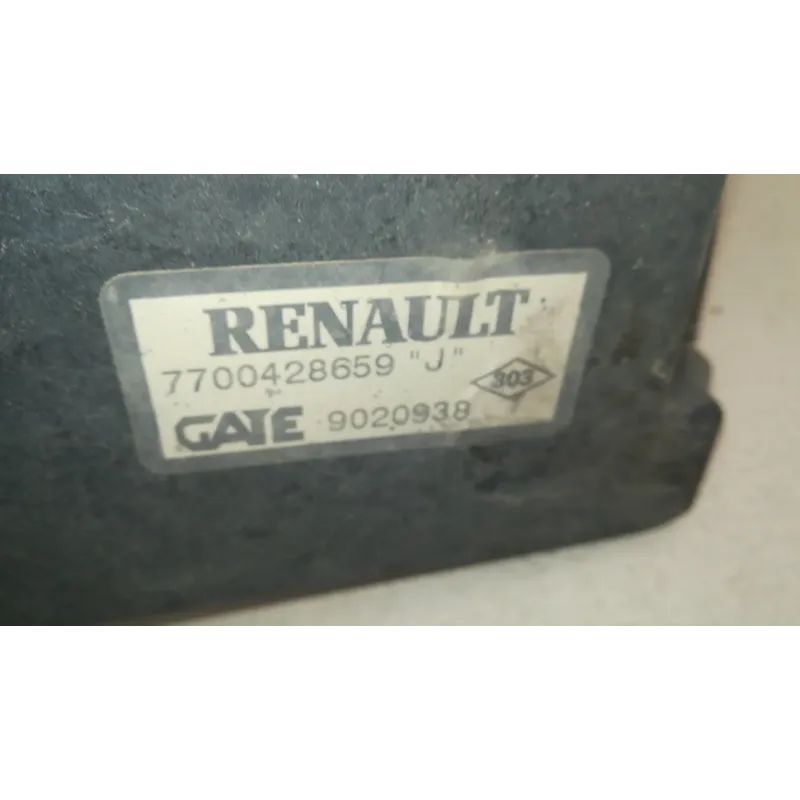 RENAULT
7700428659 "J"
303
GATE 9020938